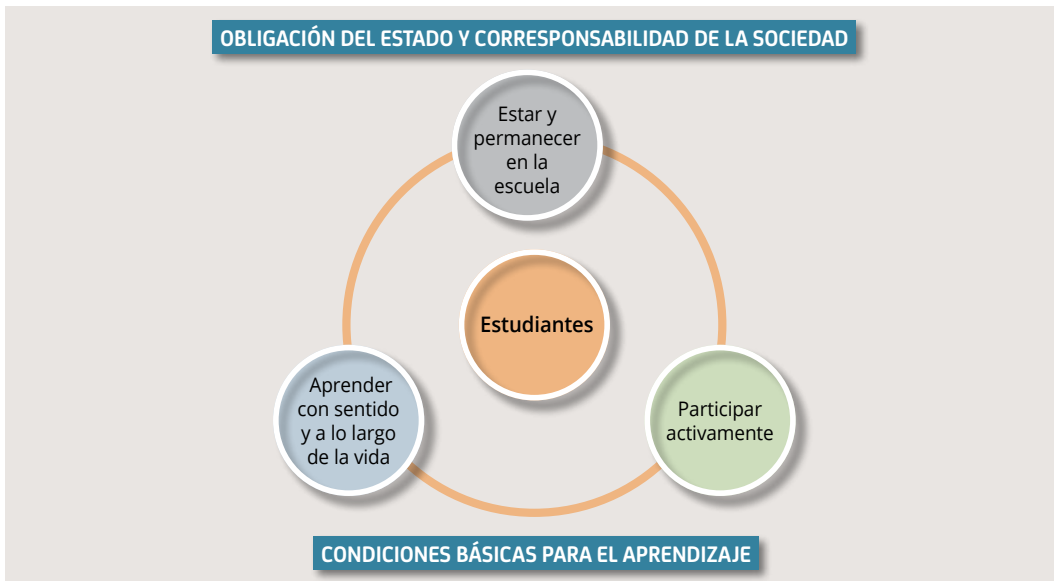 OBLIGACIÓN DEL ESTADO Y CORRESPONSABILIDAD DE LA SOCIEDAD
Estar y
permanecer
en la
escuela
Estudiantes
Aprender
con sentido
y a lo largo
de la vida
Participar
activamente
CONDICIONES BÁSICAS PARA EL APRENDIZAJE